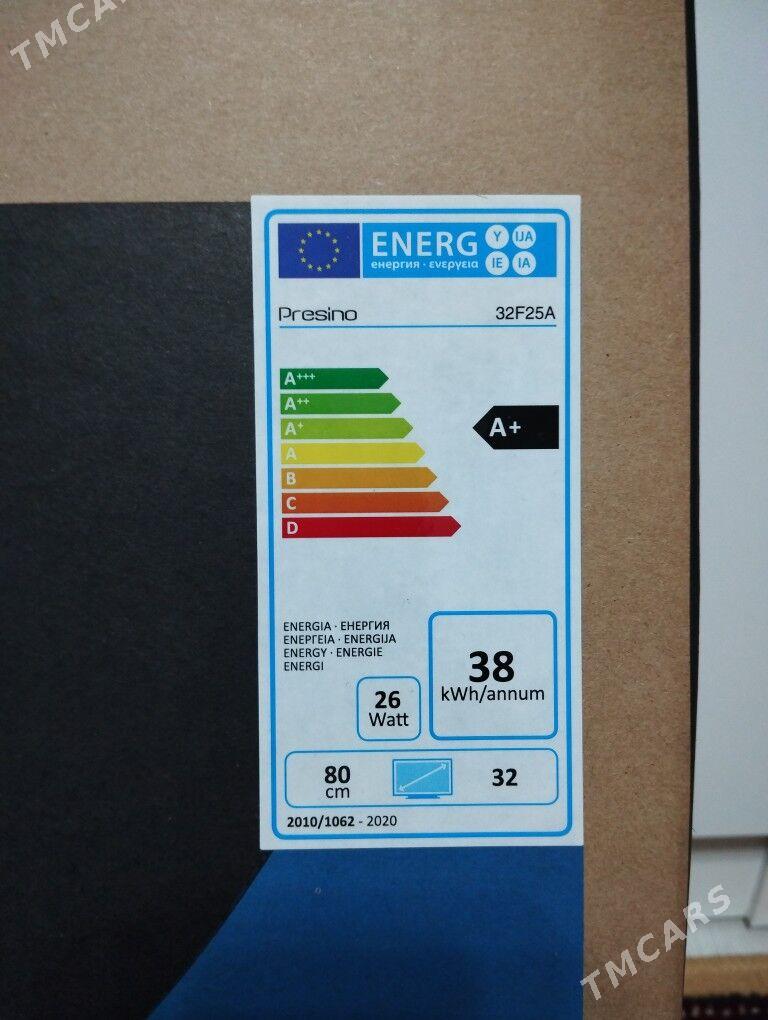 TMCARS
ENERG Y IJA
енергия · ενεργεια IE IA
Presino 32F25A
A+++
A++
A+
A+
A
B
C
D
ENERGIA · ЕНЕРГИЯ
ΕΝΕΡΓΕΙΑ · ENERGIJA
ENERGY · ENERGIE
ENERGI
38
kWh/annum
26
Watt
80
cm
32
2010/1062 - 2020
TMCARS